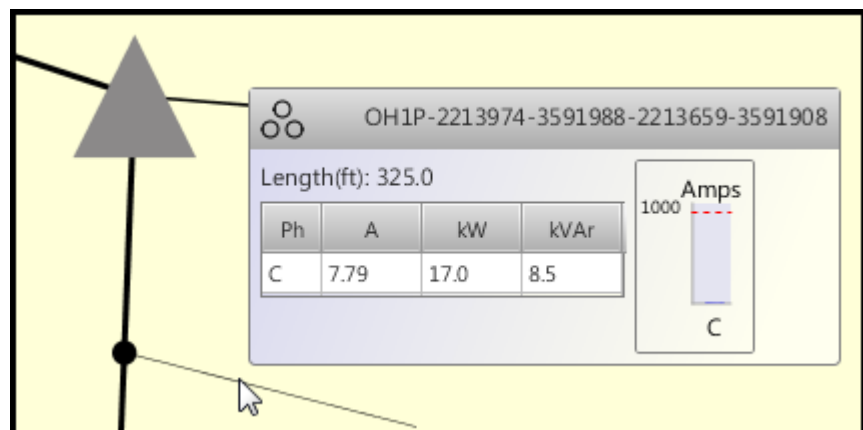 OH1P-2213974-3591988-2213659-3591908
Length(ft): 325.0
Ph A kW kVAr
C 7.79 17.0 8.5
Amps
1000
C